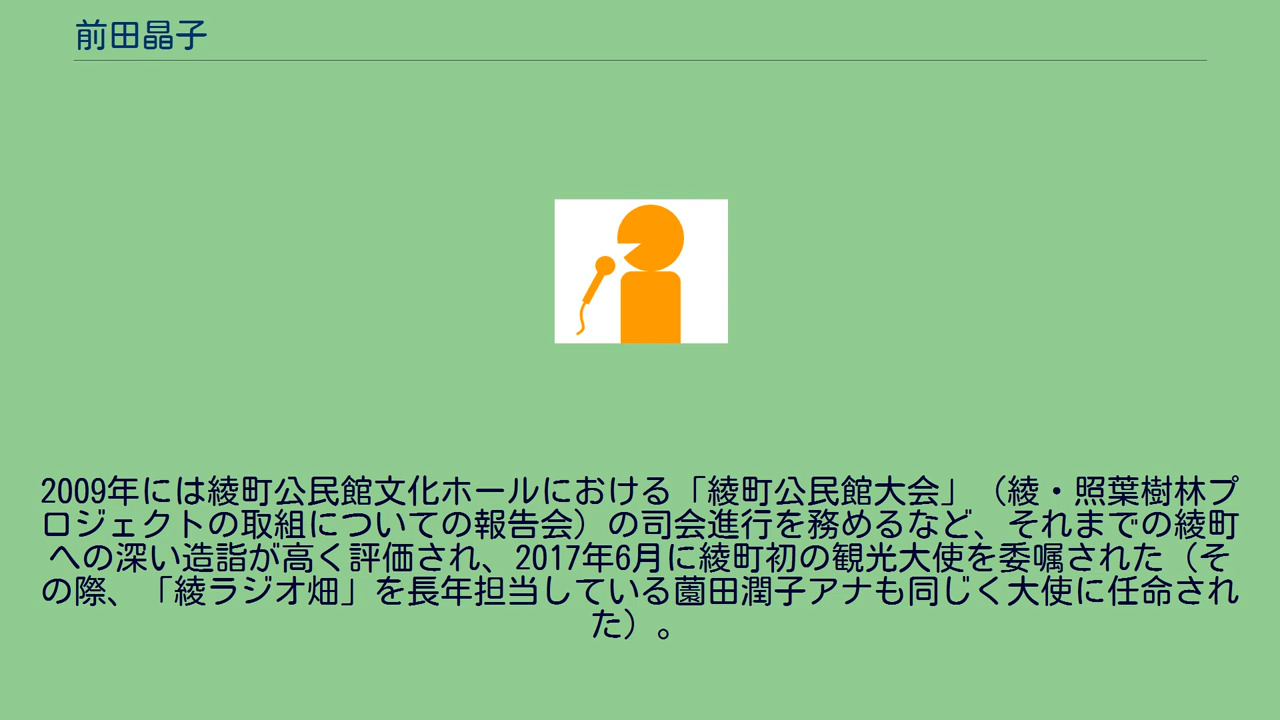 前田晶子
2009年には綾町公民館文化ホールにおける「綾町公民館大会」（綾・照葉樹林プ
ロジェクトの取組についての報告会）の司会進行を務めるなど、それまでの綾町
への深い造詣が高く評価され、2017年6月に綾町初の観光大使を委嘱された（そ
の際、「綾ラジオ畑」を長年担当している薗田潤子アナも同じく大使に任命され
た）。